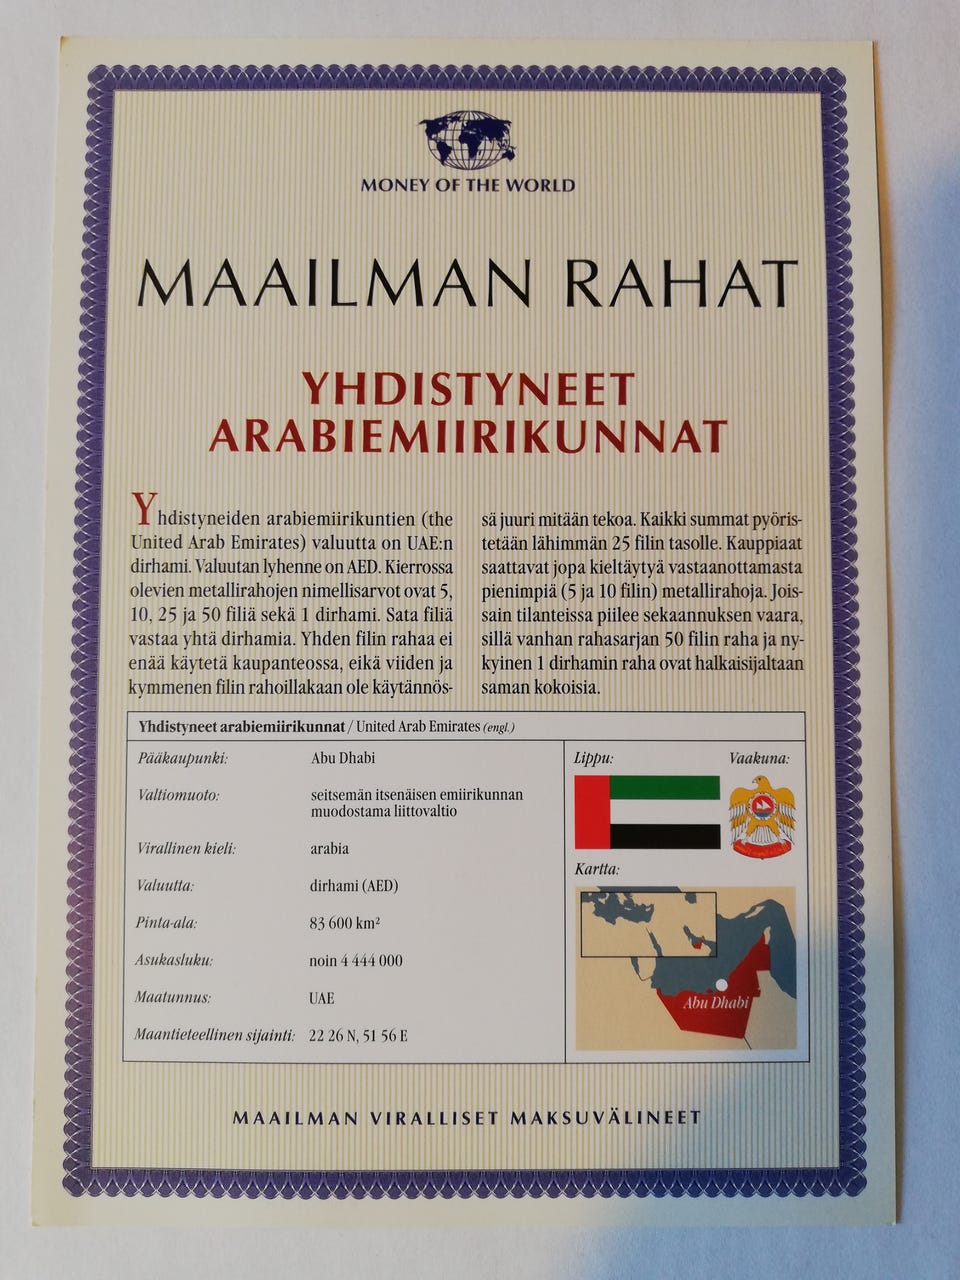 MONEY OF THE WORLD
MAAILMAN RAHAT
YHDISTYNEET
ARABIEMIIRIKUNNAT
Yhdistyneiden arabiemiirikuntien (the
United Arab Emirates) valuutta on UAE:n
dirhami. Valuutan lyhenne on AED. Kierrossa
olevien metallirahojen nimellisarvot ovat 5,
10, 25 ja 50 filiä sekä 1 dirhami. Sata filiä
vastaa yhtä dirhamia. Yhden filin rahaa ei
enää käytetä kaupanteossa, eikä viiden ja
kymmenen filin rahoillakaan ole käytännös-
sä juuri mitään tekoa. Kaikki summat pyöris-
tetään lähimmän 25 filin tasolle. Kauppiaat
saattavat jopa kieltäytyä vastaanottamasta
pienimpiä (5 ja 10 filin) metallirahoja. Jois-
sain tilanteissa piilee sekaannuksen vaara,
sillä vanhan rahasarjan 50 filin raha ja ny-
kyinen 1 dirhamin raha ovat halkaisijaltaan
saman kokoisia.
Yhdistyneet arabiemiirikunnat / United Arab Emirates (engl.)
Pääkaupunki: Abu Dhabi
Valtiomuoto: seitsemän itsenäisen emiirikunnan
muodostama liittovaltio
Virallinen kieli: arabia
Valuutta: dirhami (AED)
Pinta-ala: 83 600 km²
Asukasluku: noin 4 444 000
Maatunnus: UAE
Maantieteellinen sijainti: 22 26 N, 51 56 E
Lippu: Vaakuna:
Kartta:
Abu Dhabi
MAAILMAN VIRALLISET MAKSUVÄLINEET